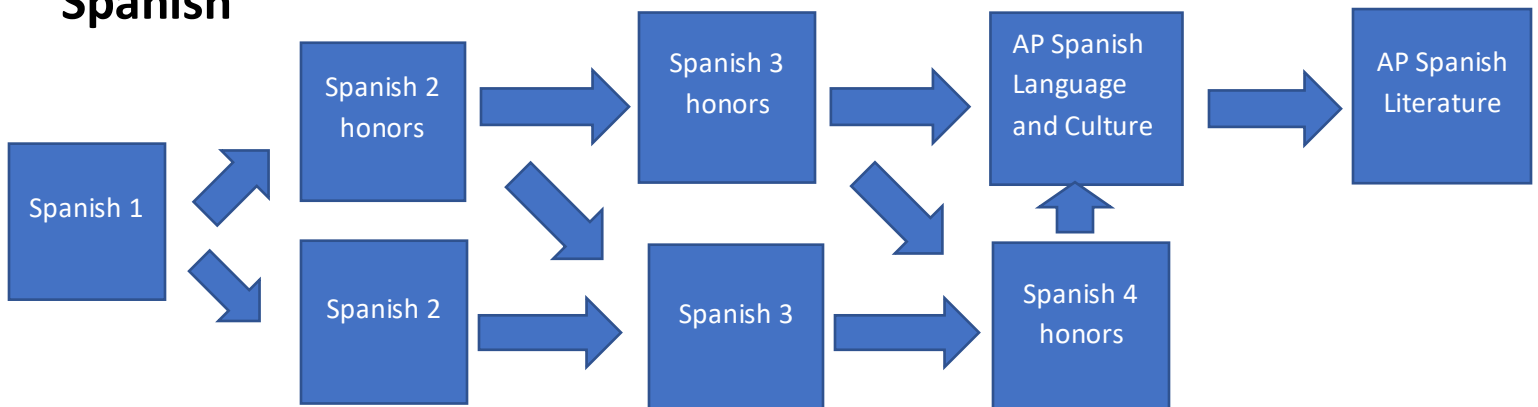 Spanish
Spanish 1
Spanish 2
honors
Spanish 2
Spanish 3
honors
Spanish 3
AP Spanish
Language
and Culture
Spanish 4
honors
AP Spanish
Literature